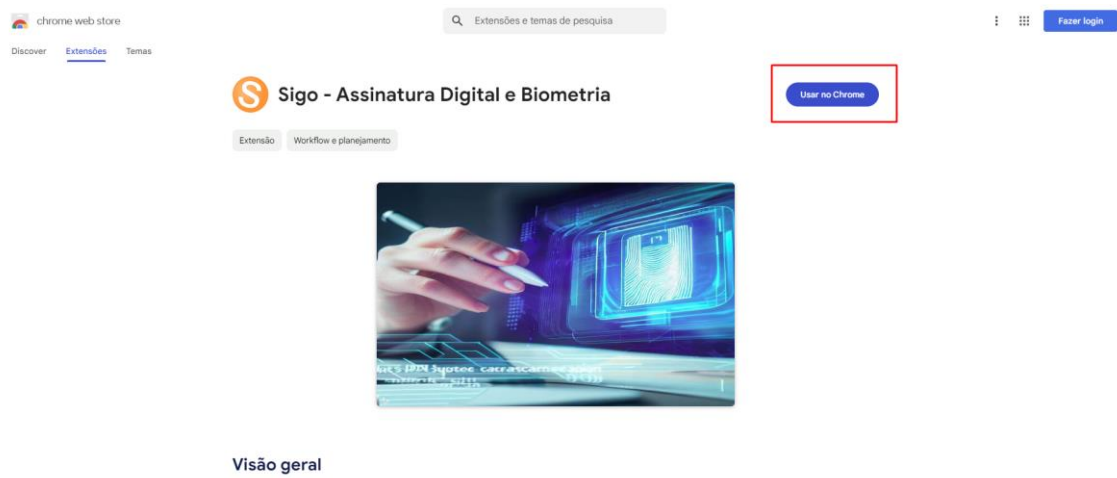 chrome web store
Extensões e temas de pesquisa
Fazer login
Discover Extensões Temas
Sigo - Assinatura Digital e Biometria
Usar no Chrome
Extensão Workflow e planejamento
Visão geral